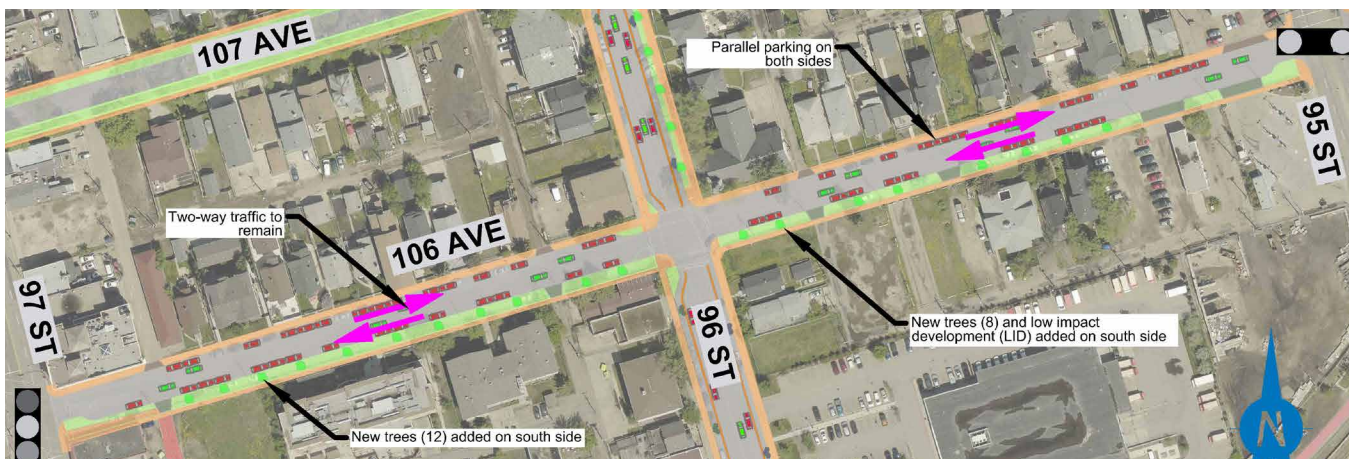 107 AVE
Parallel parking on
both sides
95 ST
Two-way traffic to
remain
106 AVE
97 ST
96 ST
New trees (8) and low impact
development (LID) added on south side
New trees (12) added on south side
N